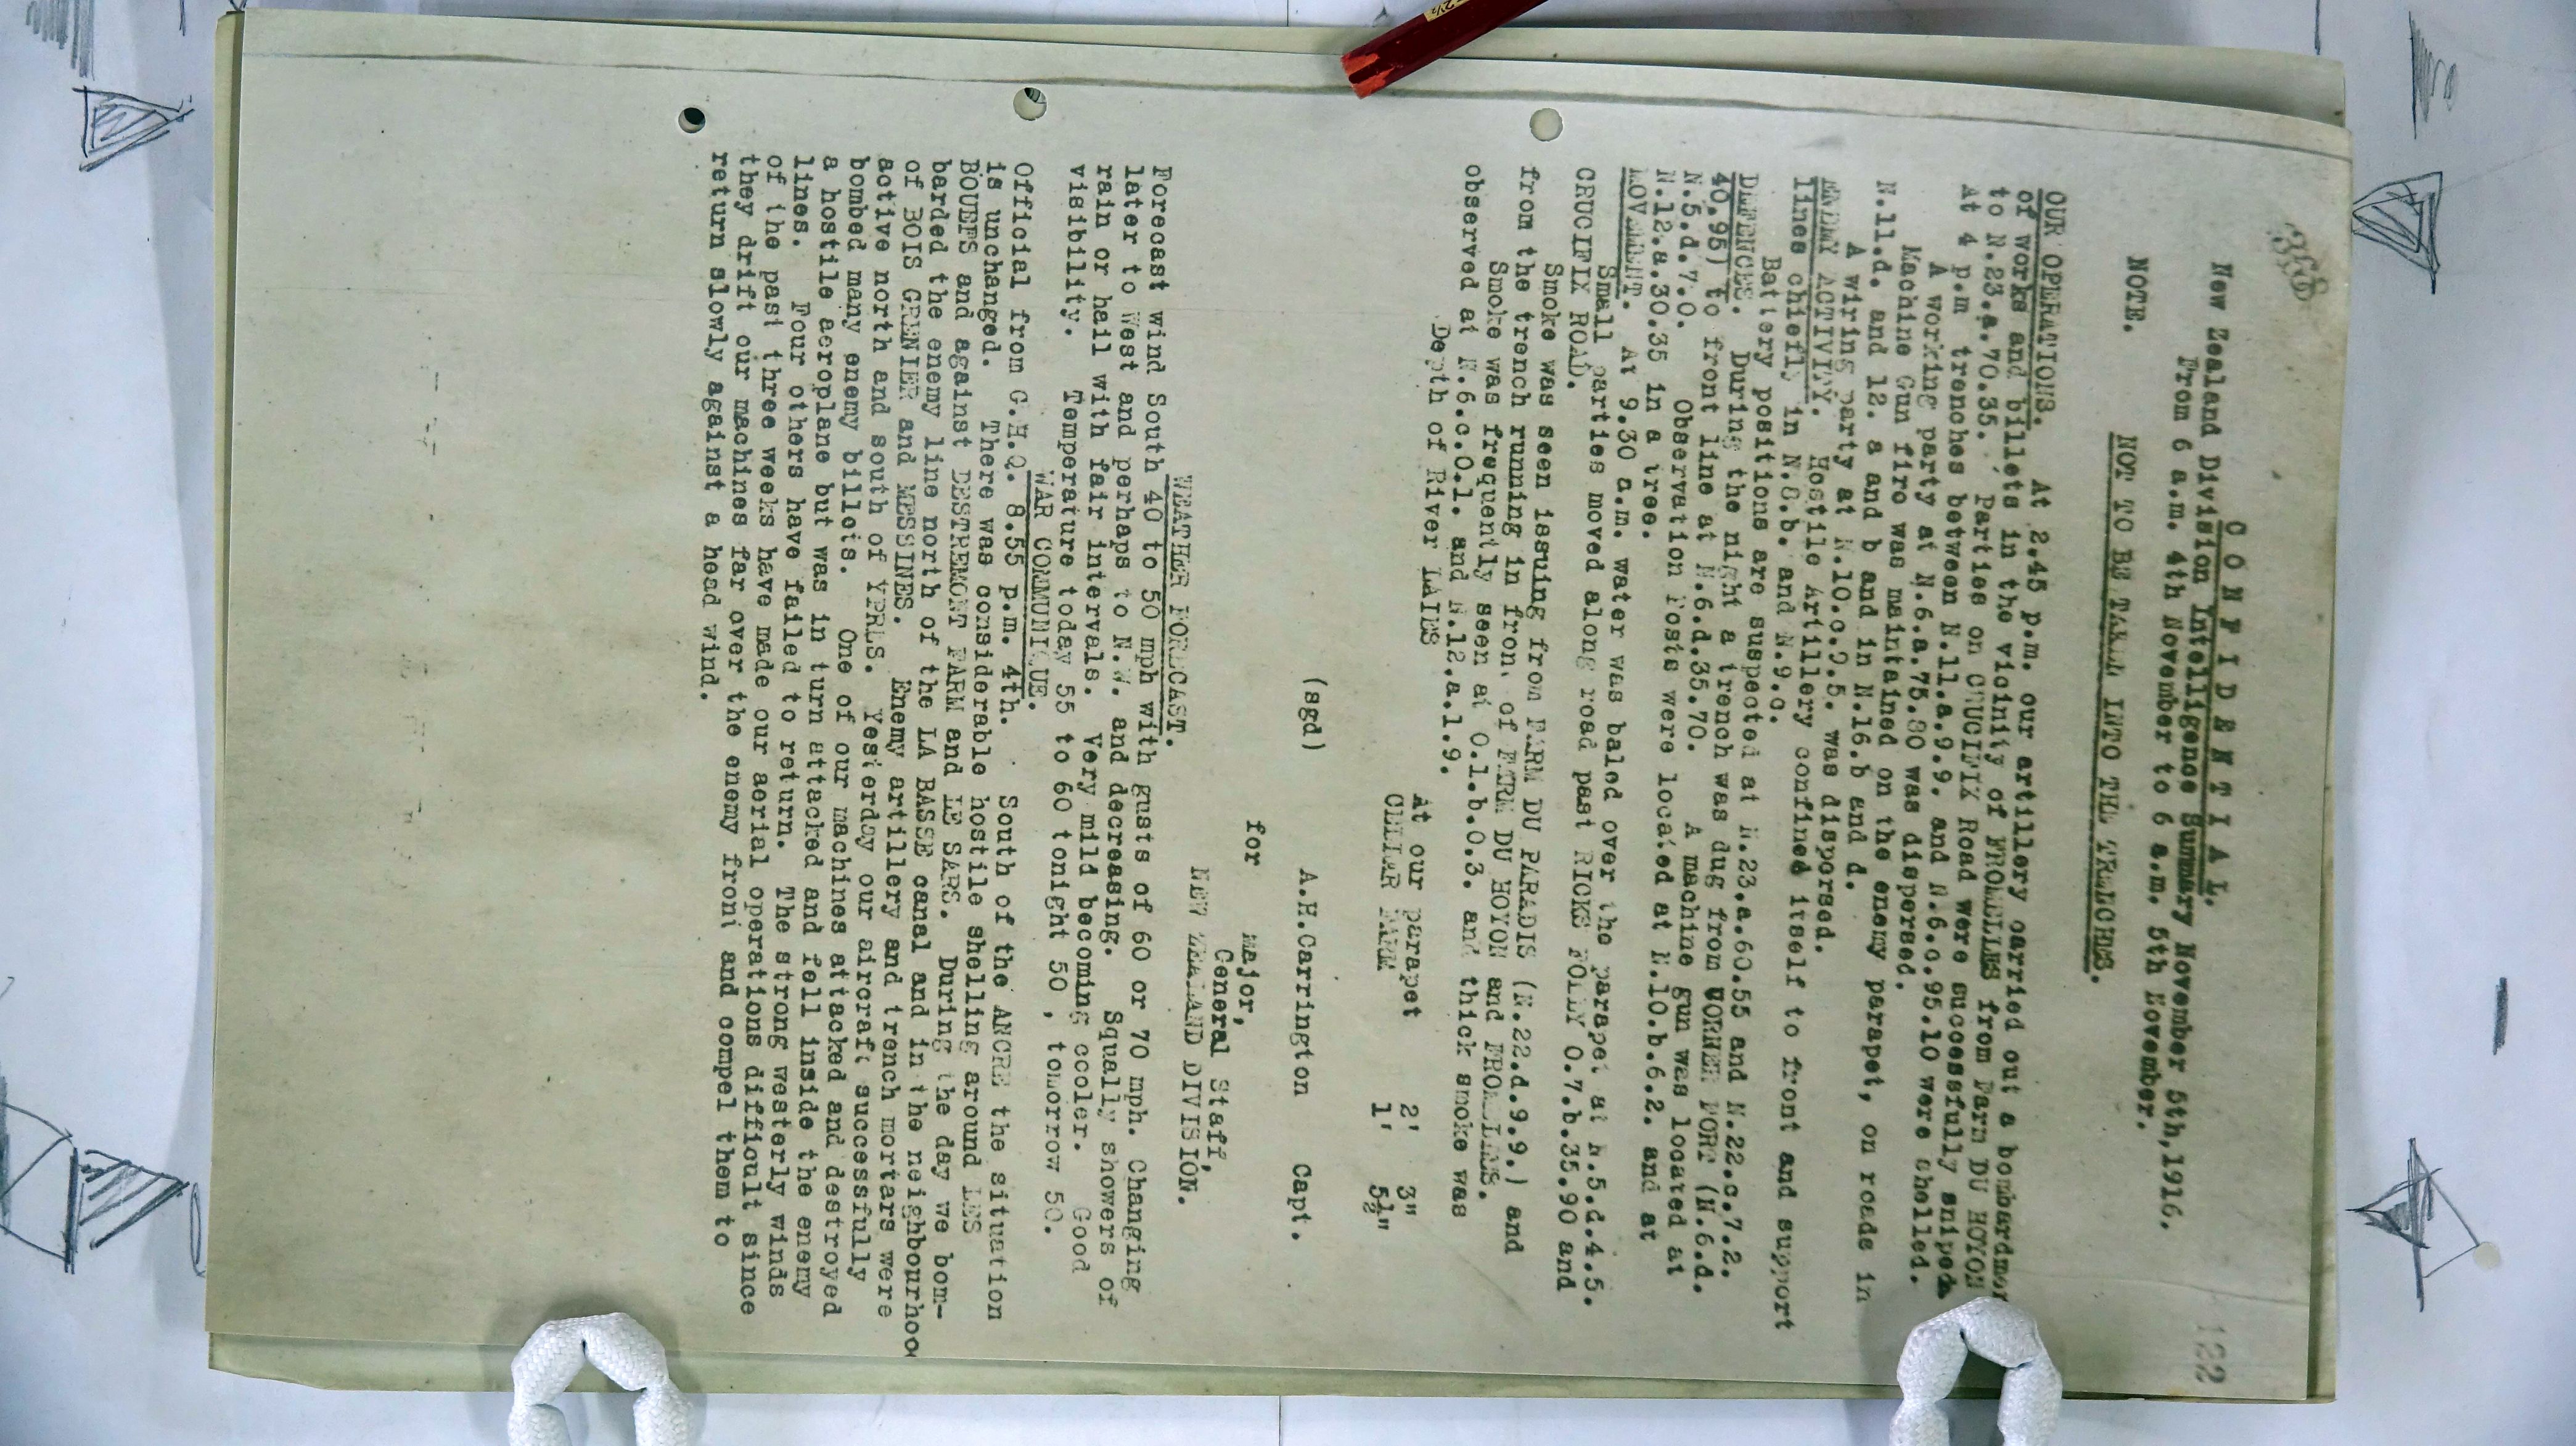 366
122
C O N F I D E N T I A L.
New Zealand Division Intelligence Summary November 5th,1916.
From 6 a.m. 4th November to 6 a.m. 5th November.
NOTE. NOT TO BE TAKEN INTO THE TRENCHES.
OUR OPERATIONS. At 2.45 p.m. our artillery carried out a bombardmen
of works and billets in the vicinity of FROMELLES from Farm DU HOYON
to N.23.a.70.35. Parties on CRUCIFIX Road were successfully sniped
At 4 p.m trenches between N.11.a.9.9. and N.6.c.95.10 were shelled.
A working party at N.6.a.75.80 was dispersed.
Machine Gun fire was maintained on the enemy parapet, on roads in
N.11.d. and 12. a and b and in N.16.b and d.
A wiring party at N.10.c.9.5. was dispersed.
ENEMY ACTIVITY. Hostile Artillery confined itself to front and support
lines chiefly in N.8.b. and N.9.c.
Battery positions are suspected at N.23.a.60.55 and N.22.c.7.2.
DEFENCES. During the night a trench was dug from CORNER FORT (N.6.d.
40.95) to front line at N.6.d.35.70. A machine gun was located at
N.5.d.7.0. Observation Posts were located at N.10.b.6.2. and at
N.12.a.30.35 in a tree.
MOVEMENT. At 9.30 a.m. water was baled over the parapet at N.5.d.4.5.
Small parties moved along road past RICKS FOLLY O.7.b.35.90 and
CRUCIFIX ROAD.
Smoke was seen issuing from FARM DU PARADIS (N.22.d.9.9.) and
from the trench running in front of FARM DU HOYON and FROMELLES.
Smoke was frequently seen at O.1.b.0.3. and thick smoke was
observed at N.6.c.0.1. and N.12.a.1.9.
Depth of River LAIES At our parapet 2' 3"
CELLAR FARM 1' 5½"
(sgd) A.H.Carrington Capt.
for major,
General Staff,
NEW ZEALAND DIVISION.
WEATHER FORECAST.
Forecast wind South 40 to 50 mph with gusts of 60 or 70 mph. Changing
later to West and perhaps to N.W. and decreasing. Squally showers of
rain or hail with fair intervals. Very mild becoming cooler. Good
visibility. Temperature today 55 to 60 tonight 50 , tomorrow 50.
WAR COMMUNIQUE.
Official from G.H.Q. 8.55 p.m. 4th. South of the ANCRE the situation
is unchanged. There was considerable hostile shelling around LES
BOUEFS and against DESTREMONT FARM and LE SARS. During the day we bom-
barded the enemy line north of the LA BASSE canal and in the neighbourhoo
of BOIS GRENIER and MESSINES. Enemy artillery and trench mortars were
active north and south of YPRES. Yesterday our aircraft successfully
bombed many enemy billets. One of our machines attacked and destroyed
a hostile aeroplane but was in turn attacked and fell inside the enemy
lines. Four others have failed to return. The strong westerly winds
of the past three weeks have made our aerial operations difficult since
they drift our machines far over the enemy front and compel them to
return slowly against a head wind.